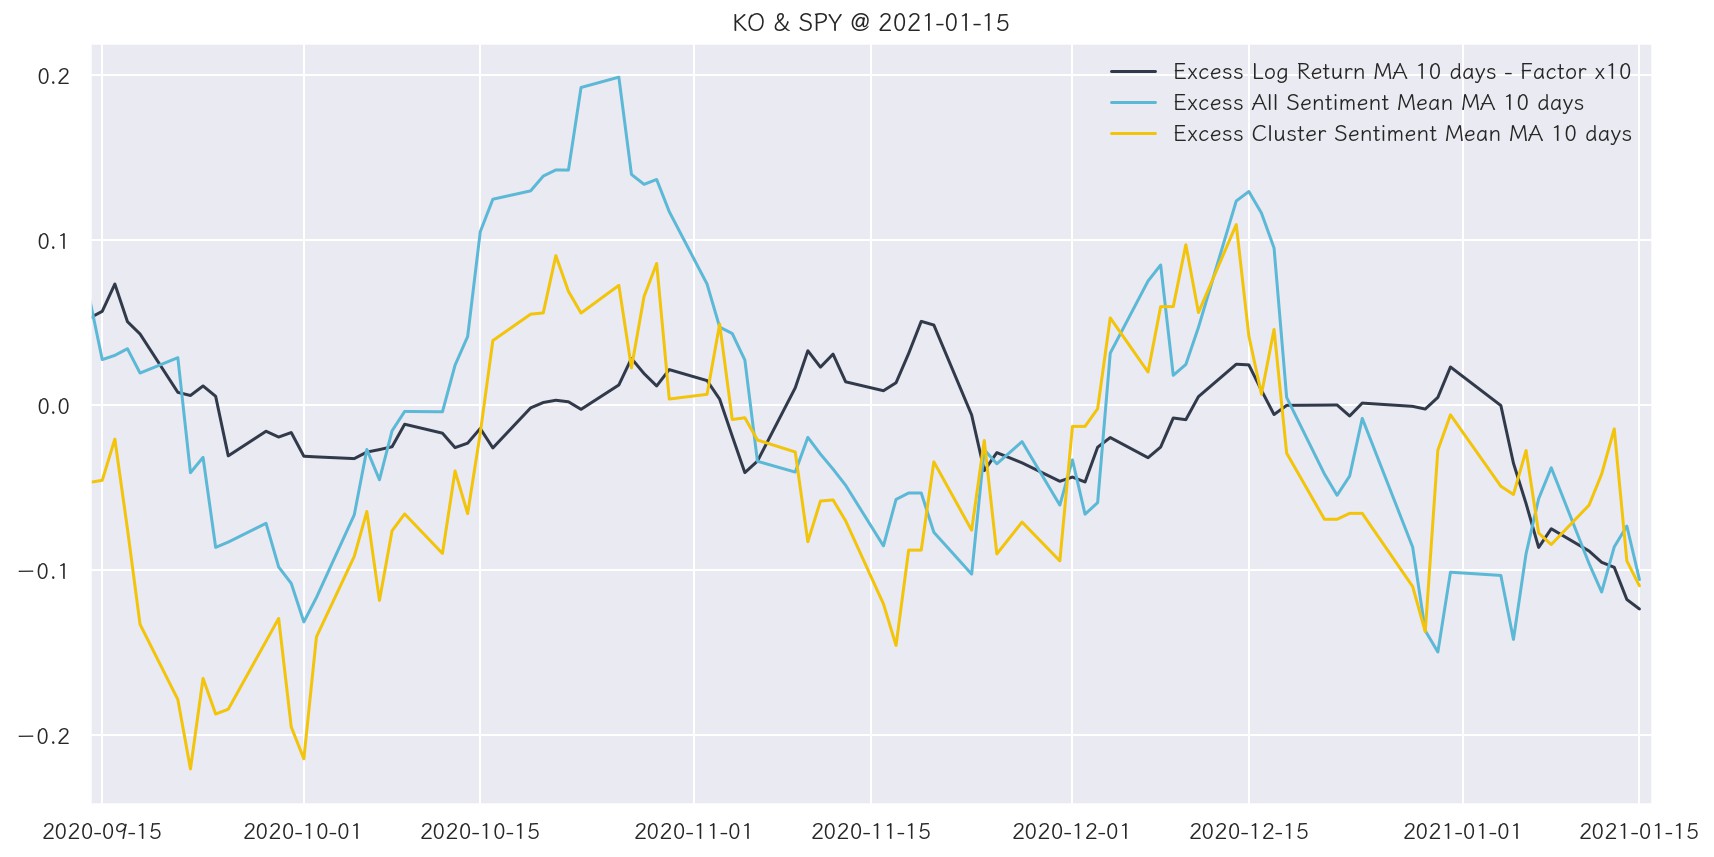 KO & SPY @ 2021-01-15
Excess Log Return MA 10 days - Factor x10
Excess All Sentiment Mean MA 10 days
Excess Cluster Sentiment Mean MA 10 days
0.2
0.1
0.0
−0.1
−0.2
2020-09-15 2020-10-01 2020-10-15 2020-11-01 2020-11-15 2020-12-01 2020-12-15 2021-01-01 2021-01-15